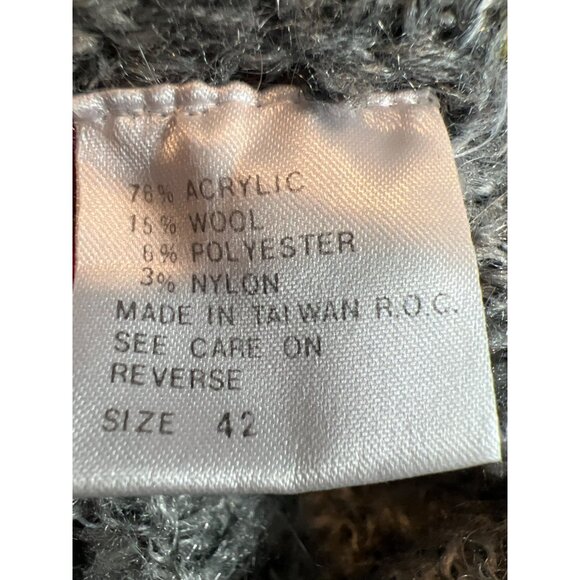 76% ACRYLIC
15% WOOL
6% POLYESTER
3% NYLON
MADE IN TAIWAN R.O.C.
SEE CARE ON
REVERSE
SIZE 42